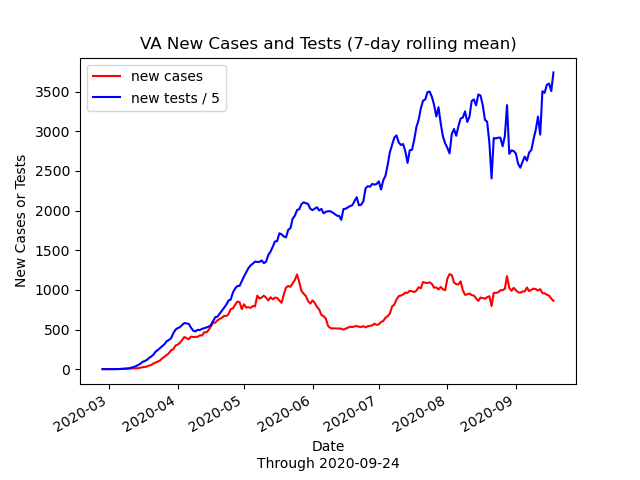 VA New Cases and Tests (7-day rolling mean)
new cases
new tests / 5
New Cases or Tests
3500
3000
2500
2000
1500
1000
500
0
2020-03
2020-04
2020-05
2020-06
2020-07
2020-08
2020-09
Date
Through 2020-09-24